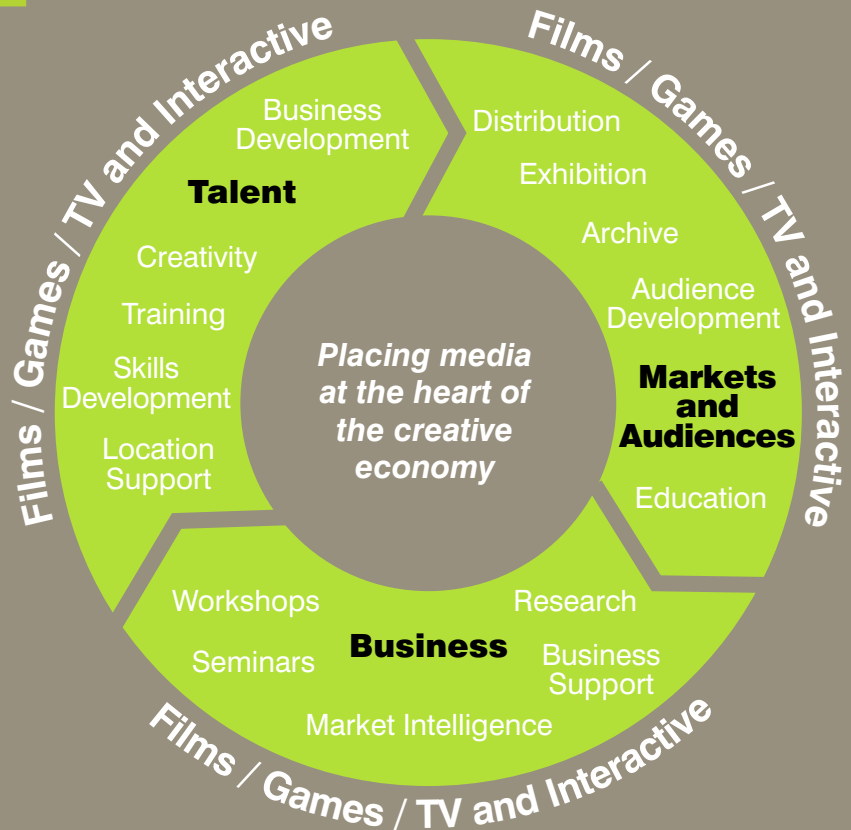 Films / Games / TV and Interactive
Business
Development
Talent
Creativity
Training
Skills
Development
Location
Support
Films / Games / TV and Interactive
Distribution
Exhibition
Archive
Audience
Development
Markets
and
Audiences
Education
Placing media
at the heart of
the creative
economy
Workshops
Research
Business
Seminars
Business
Support
Market Intelligence
Films / Games / TV and Interactive